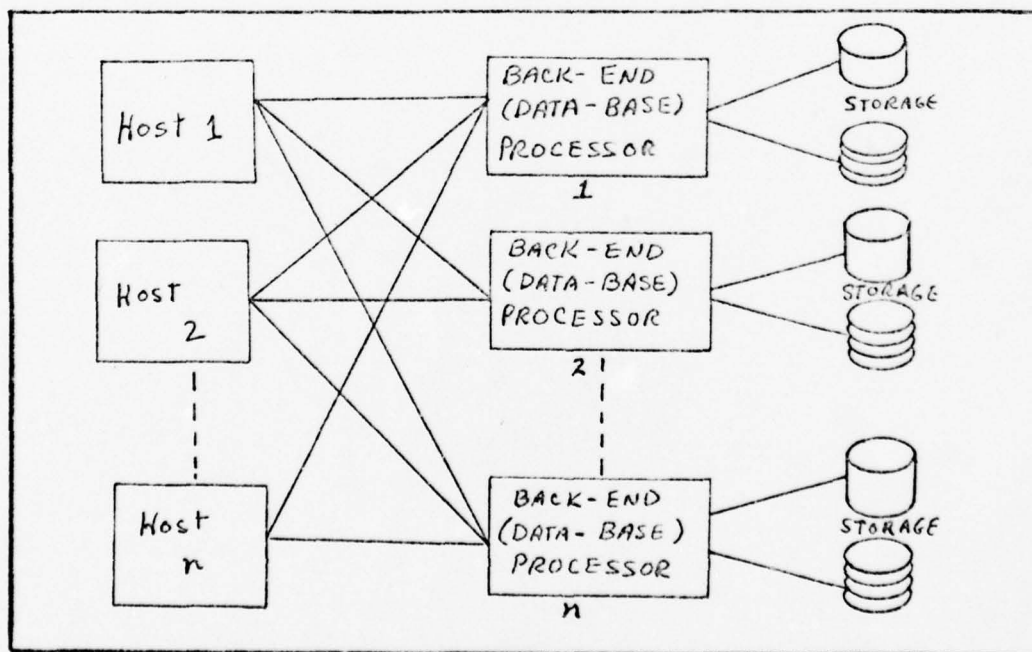 Host 1
BACK-END
(DATA-BASE)
PROCESSOR
1
STORAGE
Host
2
BACK-END
(DATA-BASE)
PROCESSOR
2
STORAGE
Host
n
BACK-END
(DATA-BASE)
PROCESSOR
n
STORAGE